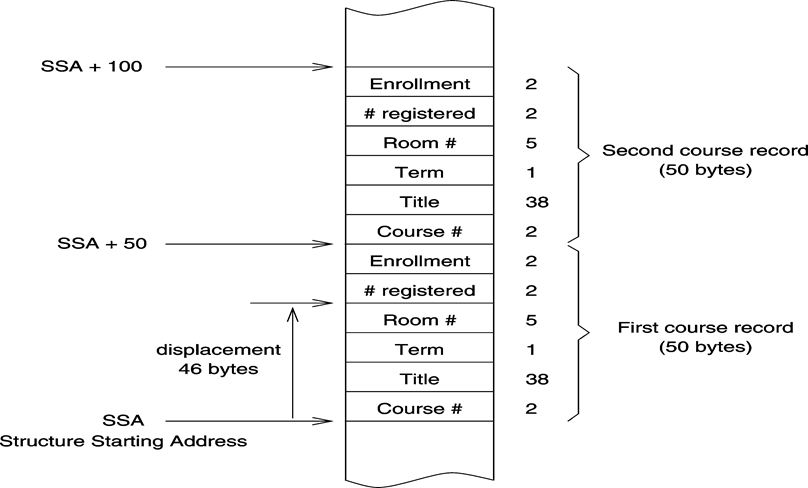 SSA + 100
Enrollment 2
# registered 2
Room # 5
Second course record
(50 bytes)
Term 1
Title 38
Course # 2
SSA + 50
Enrollment 2
# registered 2
Room # 5
First course record
(50 bytes)
displacement
46 bytes
Term 1
Title 38
Course # 2
SSA
Structure Starting Address